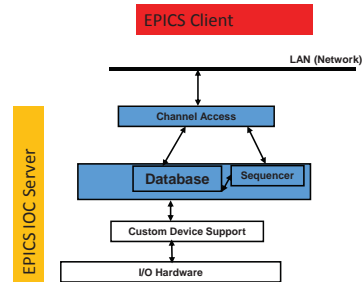 EPICS Client
LAN (Network)
Channel Access
Database
Sequencer
Custom Device Support
I/O Hardware
EPICS IOC Server